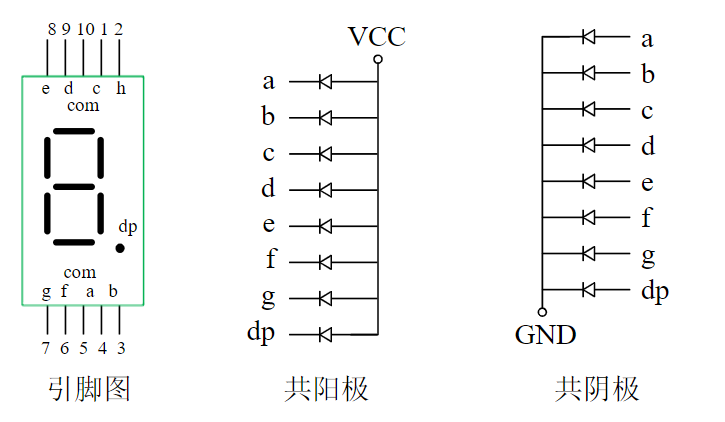 8 9 10 1 2
e d c h
com
dp
com
g f a b
7 6 5 4 3
引脚图
VCC
a
b
c
d
e
f
g
dp
共阳极
a
b
c
d
e
f
g
dp
GND
共阴极